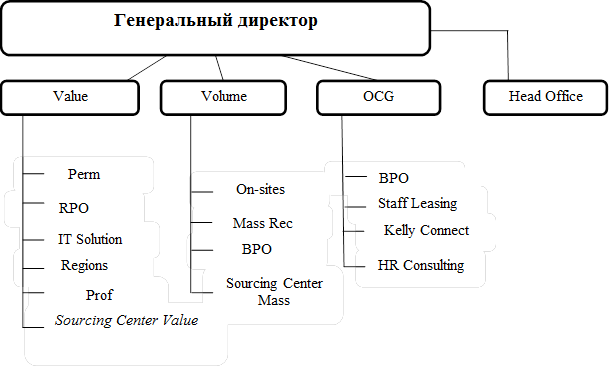 Генеральный директор
Value
Volume
OCG
Head Office
Perm
RPO
IT Solution
Regions
Prof
Sourcing Center Value
On-sites
Mass Rec
BPO
Sourcing Center
Mass
BPO
Staff Leasing
Kelly Connect
HR Consulting